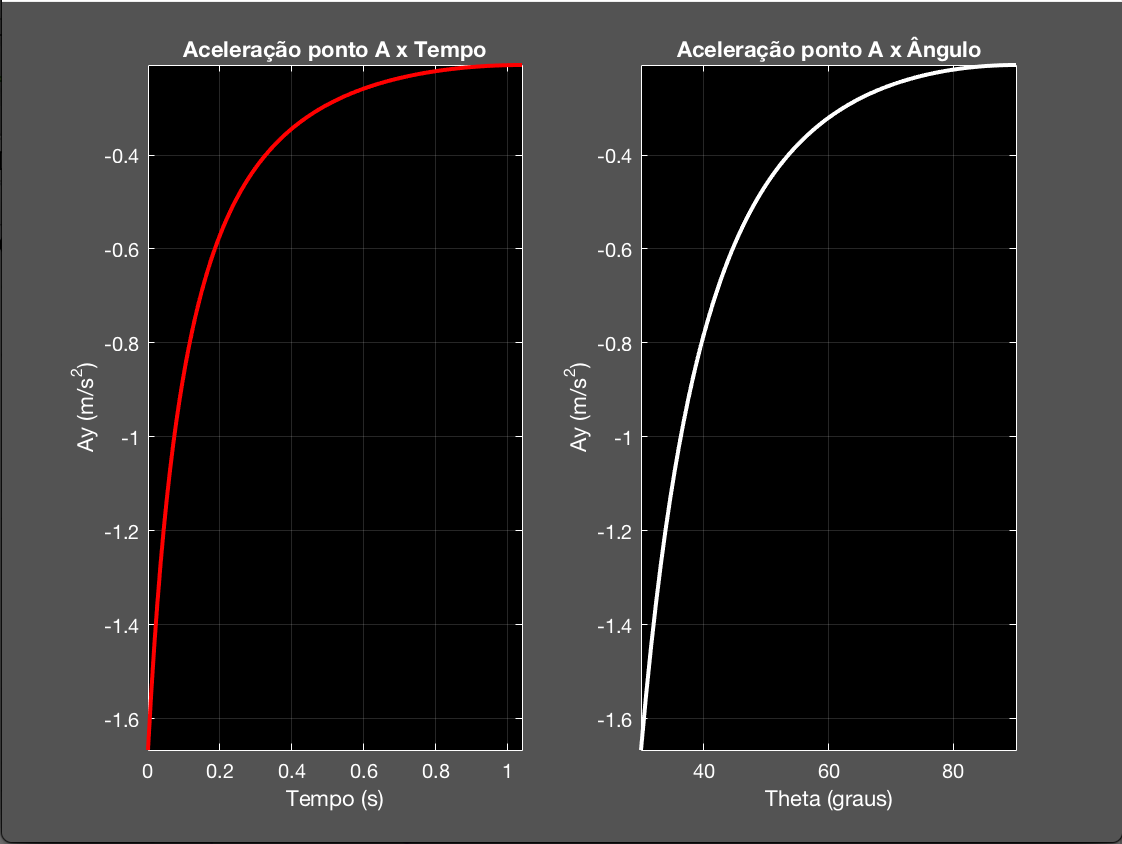 Aceleração ponto A x Tempo
-0.4
-0.6
-0.8
-1
-1.2
-1.4
-1.6
Ay (m/s²)
0 0.2 0.4 0.6 0.8 1
Tempo (s)
Aceleração ponto A x Ângulo
-0.4
-0.6
-0.8
-1
-1.2
-1.4
-1.6
Ay (m/s²)
40 60 80
Theta (graus)